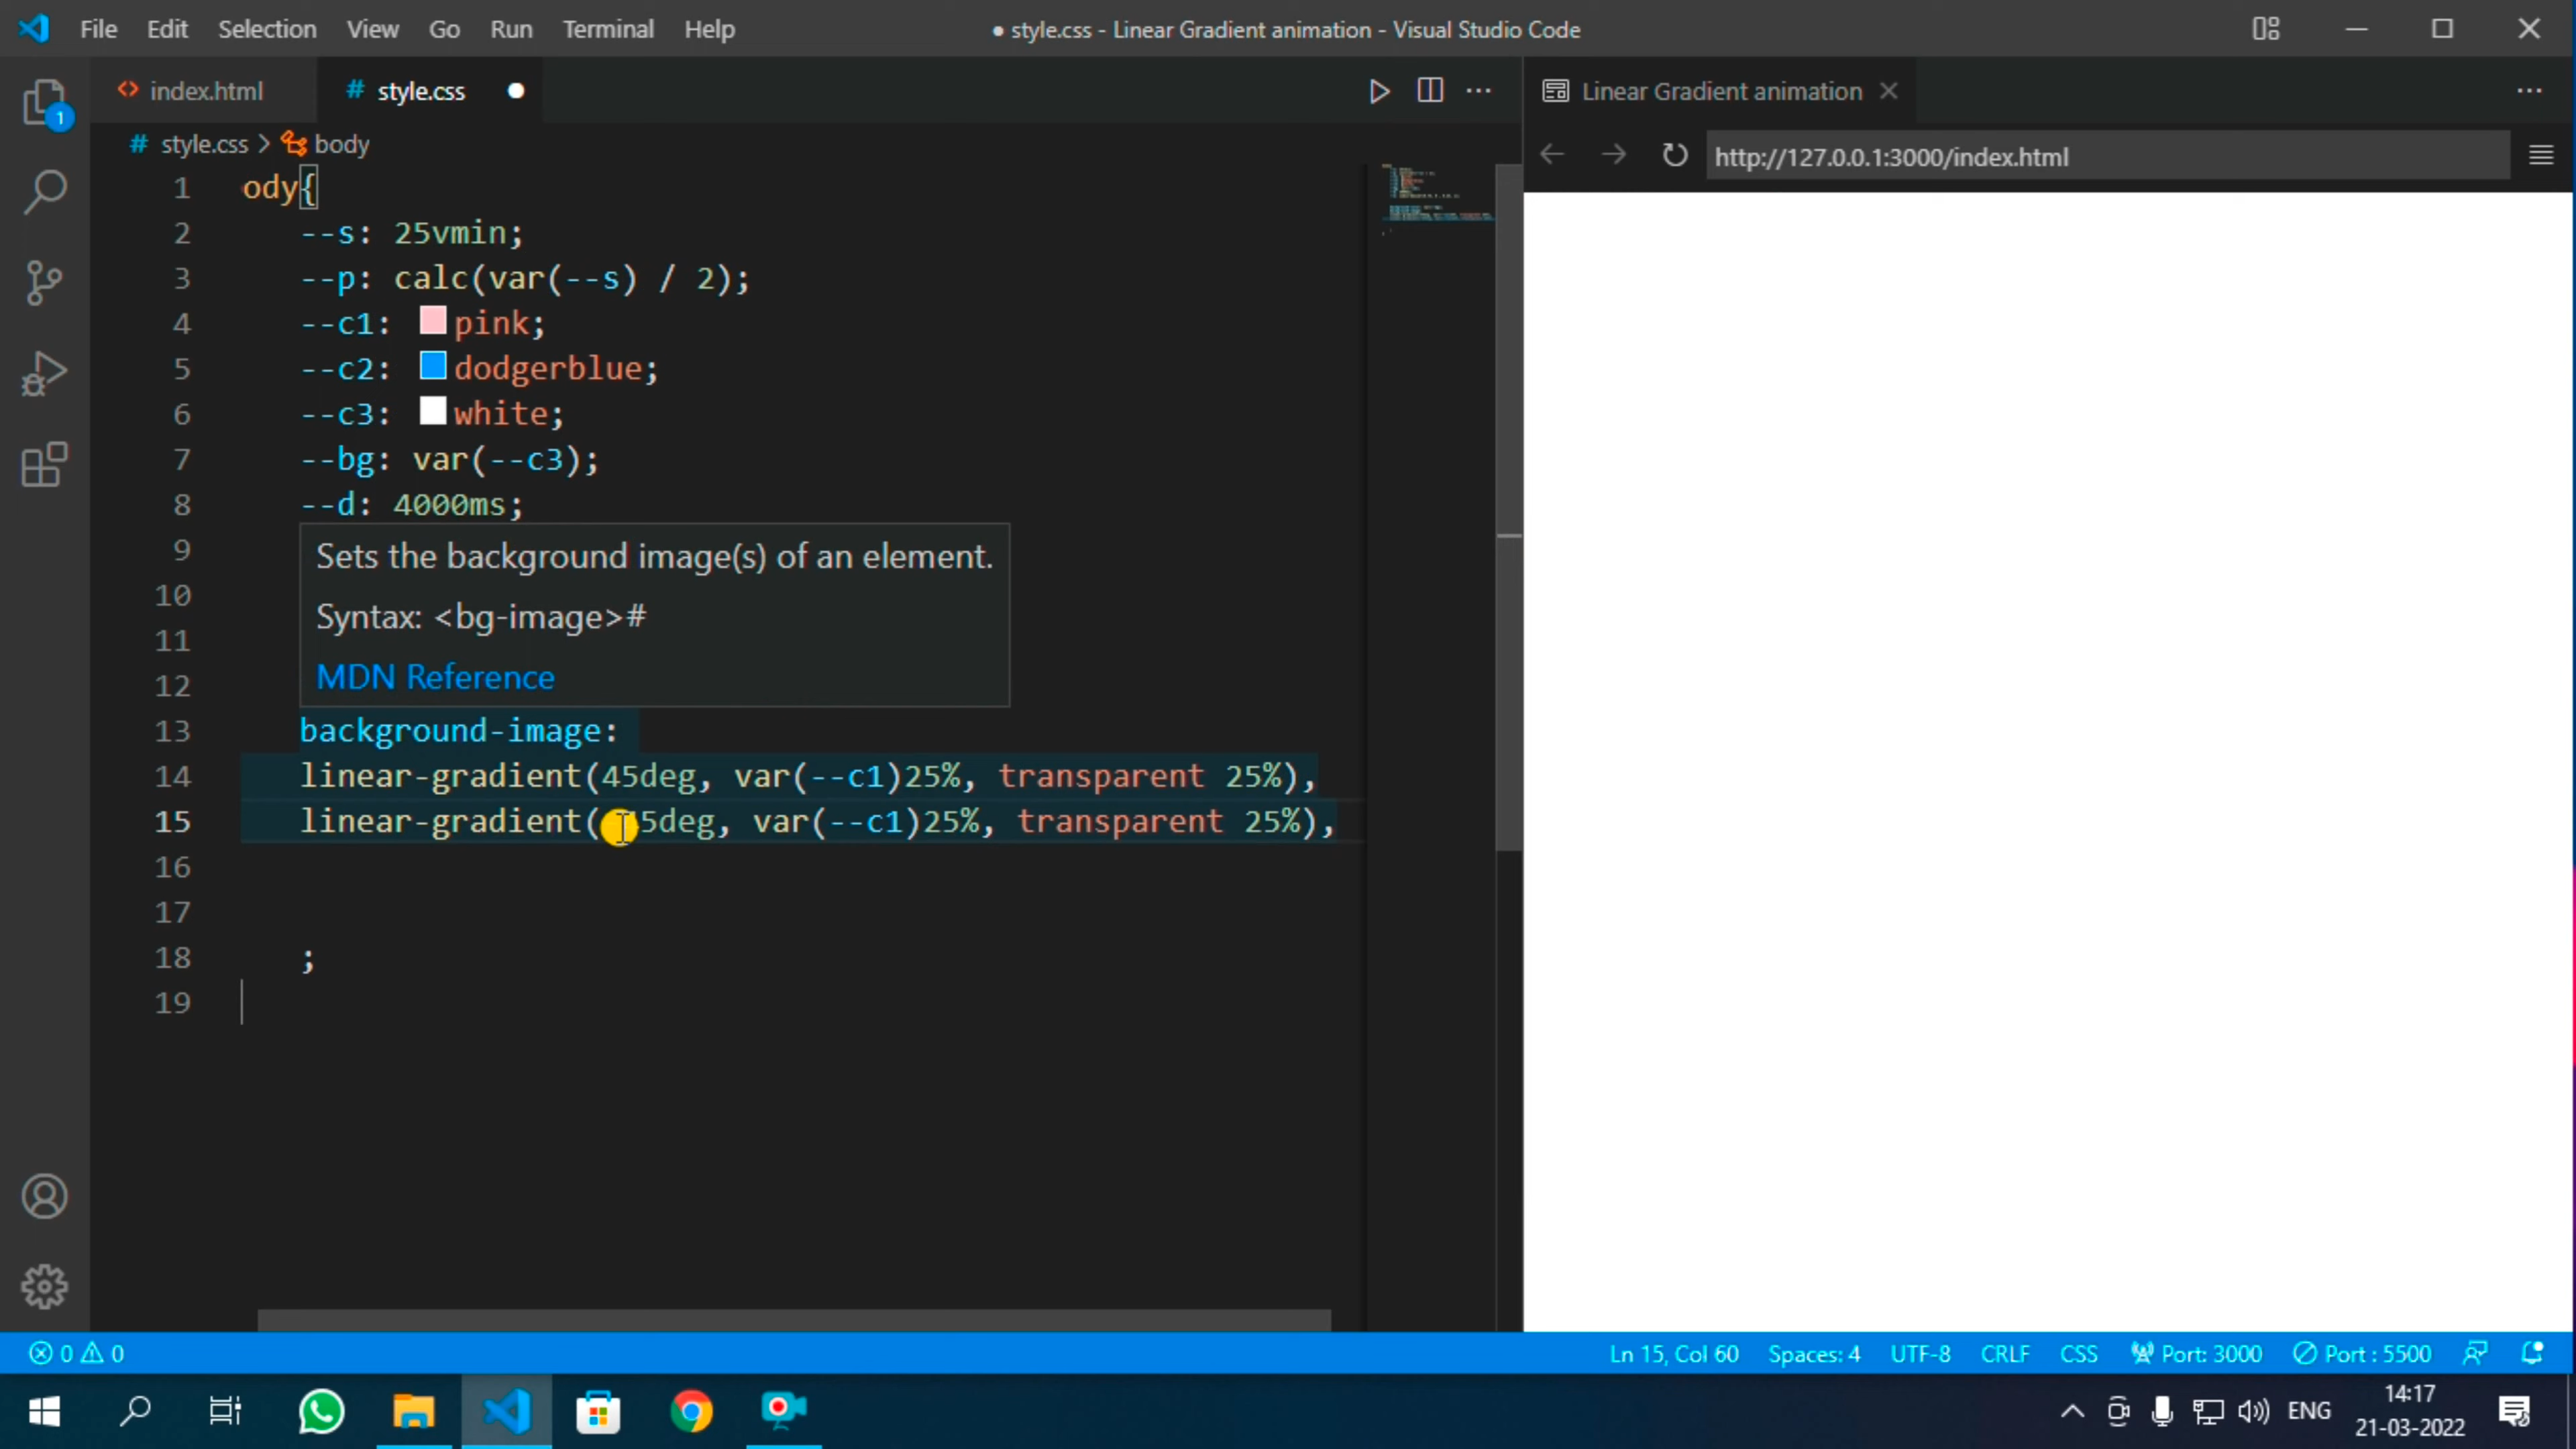 File Edit Selection View Go Run Terminal Help
● style.css - Linear Gradient animation - Visual Studio Code
index.html
# style.css
Linear Gradient animation
# style.css > body
http://127.0.0.1:3000/index.html
1 ody{
2 --s: 25vmin;
3 --p: calc(var(--s) / 2);
4 --c1: pink;
5 --c2: dodgerblue;
6 --c3: white;
7 --bg: var(--c3);
8 --d: 4000ms;
9 Sets the background image(s) of an element.
10 Syntax: <bg-image>#
11
12 MDN Reference
13 background-image:
14 linear-gradient(45deg, var(--c1)25%, transparent 25%),
15 linear-gradient( 5deg, var(--c1)25%, transparent 25%),
16
17
18 ;
19
1
0 0
Ln 15, Col 60 Spaces: 4 UTF-8 CRLF CSS Port: 3000 Port : 5500
ENG
14:17
21-03-2022